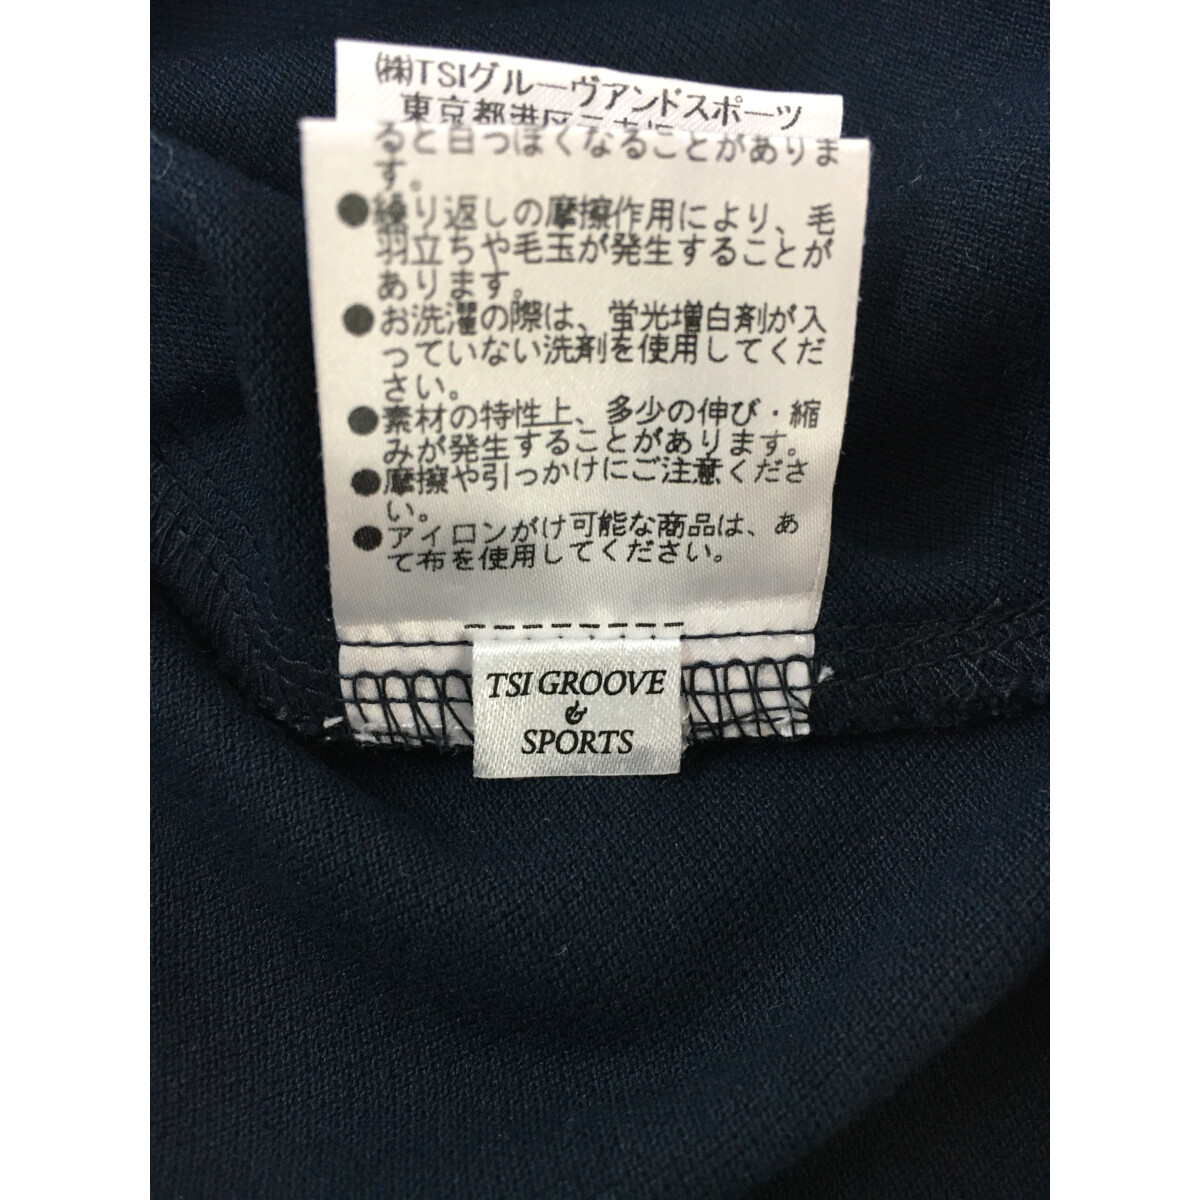 ㈱TSIグルーヴアンドスポーツ
東京都港区
ると白っぽくなることがありま
す。
●繰り返しの摩擦作用により、毛
羽立ちや毛玉が発生することが
あります。
●お洗濯の際は、蛍光増白剤が入
っていない洗剤を使用してくだ
さい。
●素材の特性上、多少の伸び・縮
みが発生することがあります。
●摩擦や引っかけにご注意くださ
い。
●アイロンがけ可能な商品は、あ
て布を使用してください。
TSI GROOVE
&
SPORTS